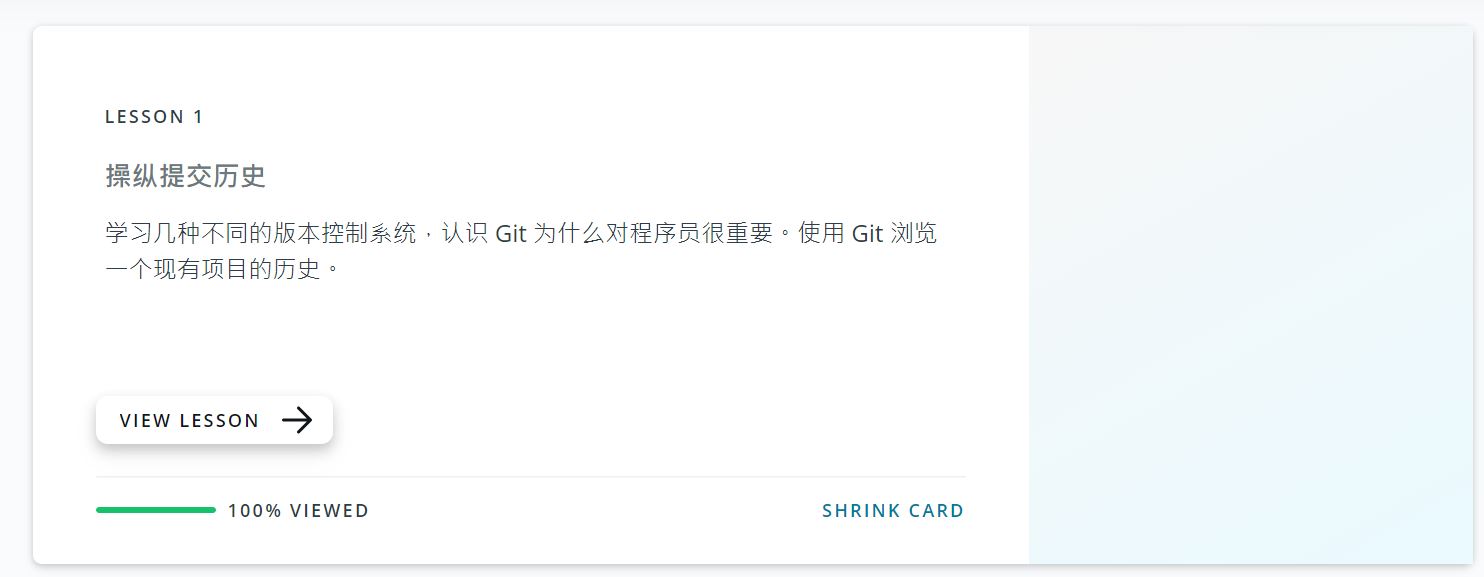 LESSON 1
操纵提交历史
学习几种不同的版本控制系统，认识 Git 为什么对程序员很重要。使用 Git 浏览
一个现有项目的历史。
VIEW LESSON
100% VIEWED
SHRINK CARD